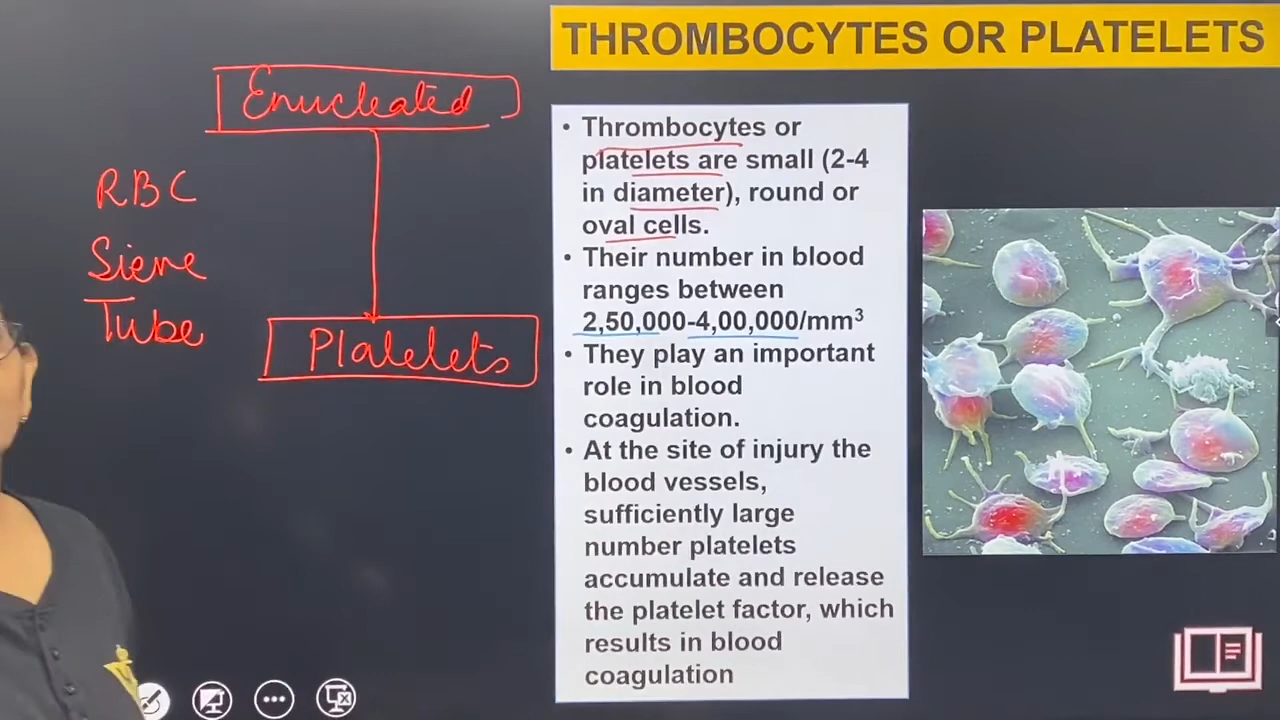 THROMBOCYTES OR PLATELETS
Enucleated
RBC
Sieve
Tube
Platelets
• Thrombocytes or
platelets are small (2-4
in diameter), round or
oval cells.
• Their number in blood
ranges between
2,50,000-4,00,000/mm³
• They play an important
role in blood
coagulation.
• At the site of injury the
blood vessels,
sufficiently large
number platelets
accumulate and release
the platelet factor, which
results in blood
coagulation